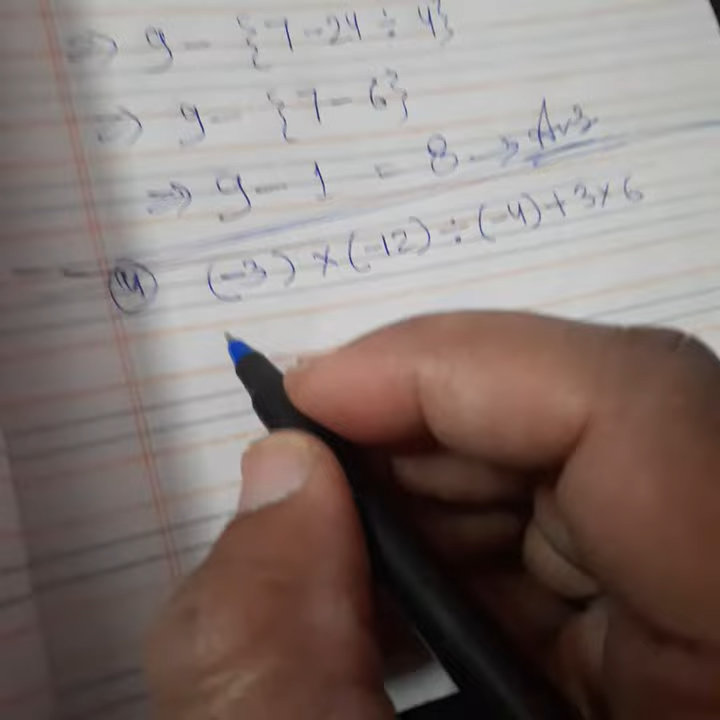 ⇒ 9 - {7 - 24 ÷ 4}
⇒ 9 - {7 - 6}
⇒ 9 - 1 = 8 → Ans
(4) (-3) × (-12) ÷ (-4) + 3 × 6